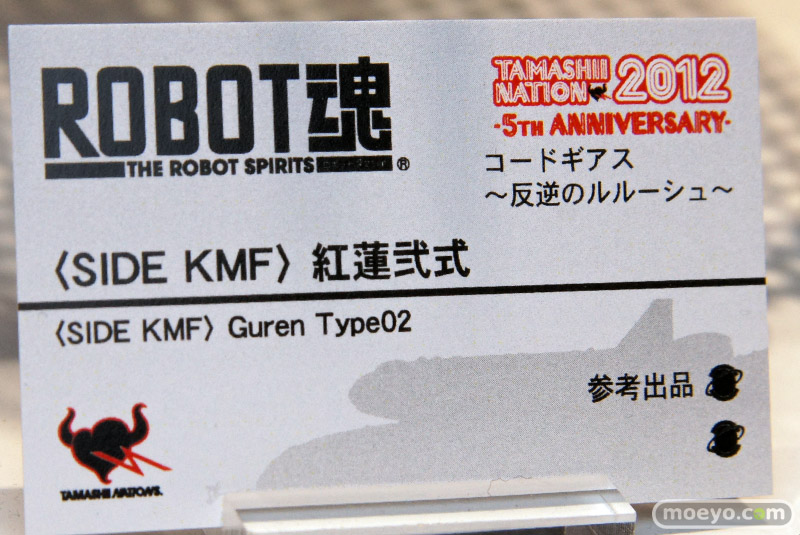 ROBOT魂
THE ROBOT SPIRITS®
TAMASHII
NATION 2012
-5TH ANNIVERSARY-
コードギアス
～反逆のルルーシュ～
〈SIDE KMF〉 紅蓮弐式
〈SIDE KMF〉 Guren Type02
参考出品
TAMASHII NATIONS.
moeyo.com